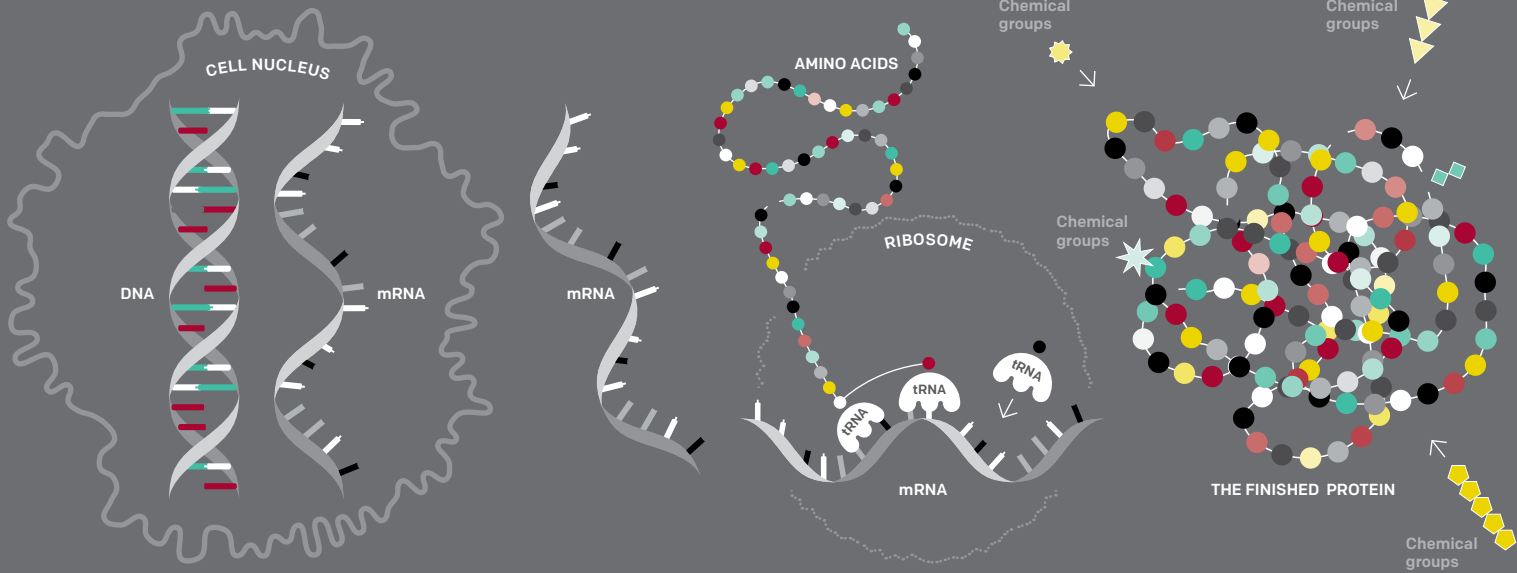 Chemical
groups
Chemical
groups
CELL NUCLEUS
AMINO ACIDS
Chemical
groups
RIBOSOME
DNA
mRNA
mRNA
tRNA
tRNA
tRNA
mRNA
THE FINISHED PROTEIN
Chemical
groups